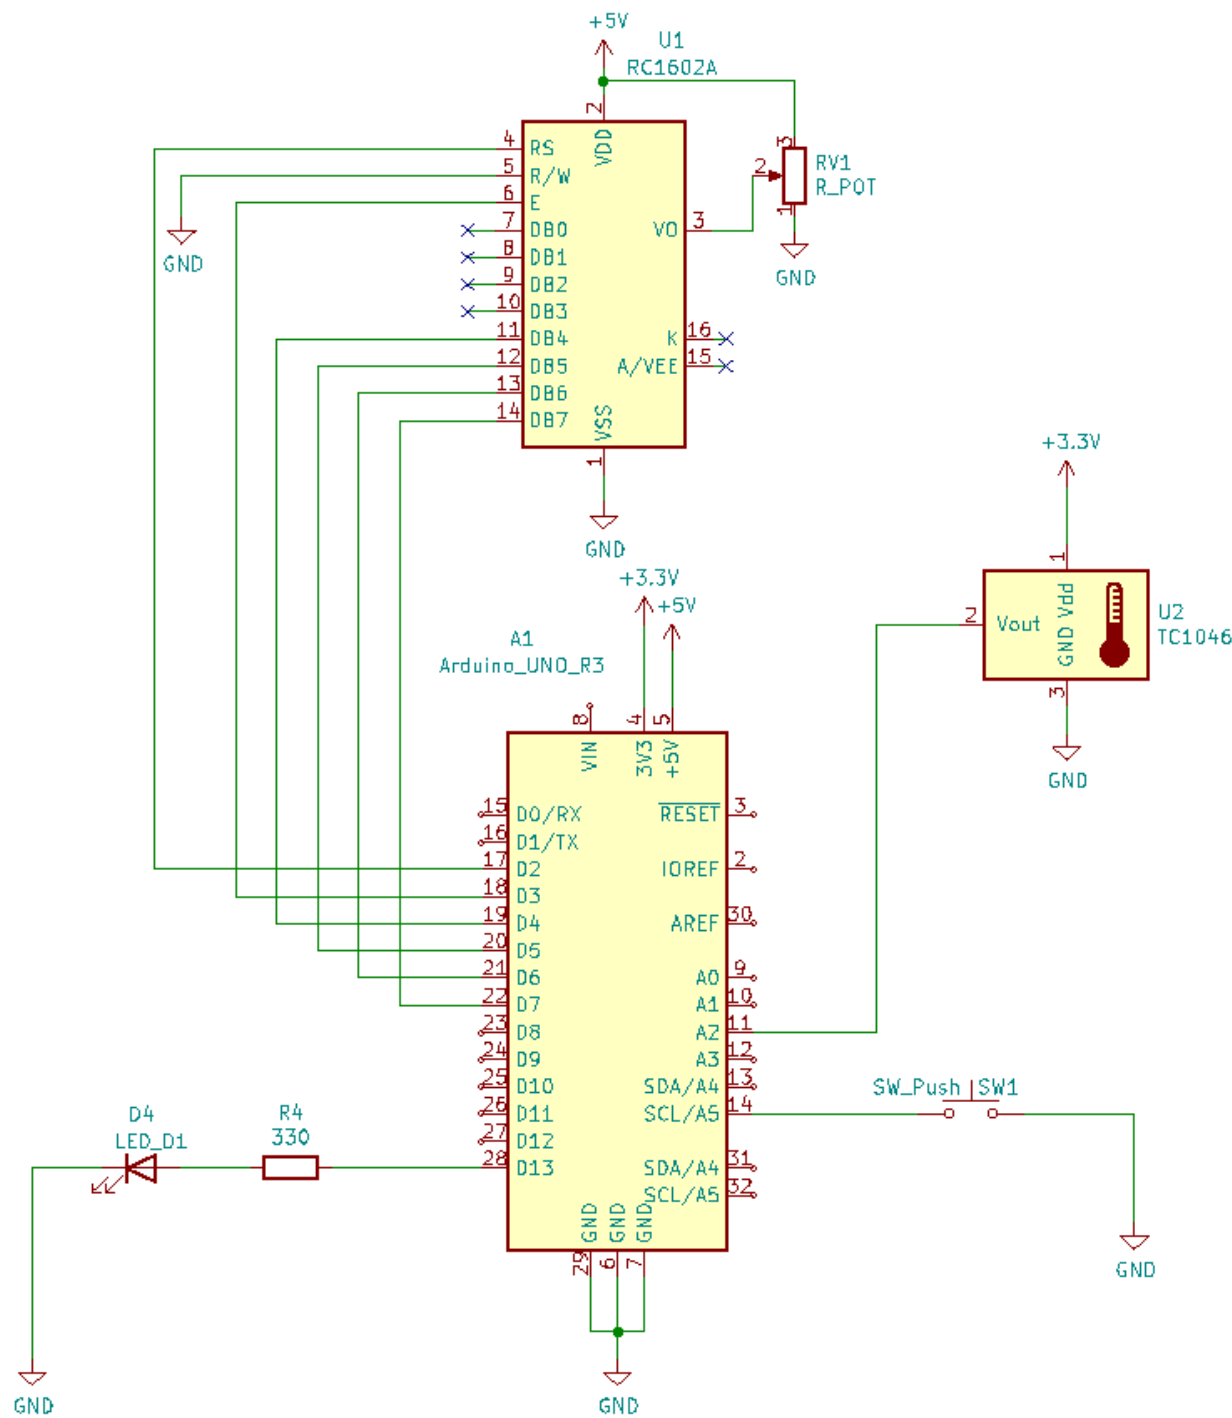 +5V
U1
RC1602A
2
VDD
4 RS
5 R/W
6 E
7 DB0
8 DB1
9 DB2
10 DB3
11 DB4
12 DB5
13 DB6
14 DB7
VO 3
K 16
A/VEE 15
VSS
1
GND
GND
3
2
1
RV1
R_POT
GND
+3.3V
1
2 Vout
GND Vdd
3
U2
TC1046
GND
+3.3V
+5V
A1
Arduino_UNO_R3
8 4 5
VIN 3V3 +5V
15 D0/RX
16 D1/TX
17 D2
18 D3
19 D4
20 D5
21 D6
22 D7
23 D8
24 D9
25 D10
26 D11
27 D12
28 D13
RESET 3
IOREF 2
AREF 30
A0 9
A1 10
A2 11
A3 12
SDA/A4 13
SCL/A5 14
SDA/A4 31
SCL/A5 32
GND GND GND
29 6 7
GND
SW_Push SW1
GND
D4
LED_D1
R4
330
GND